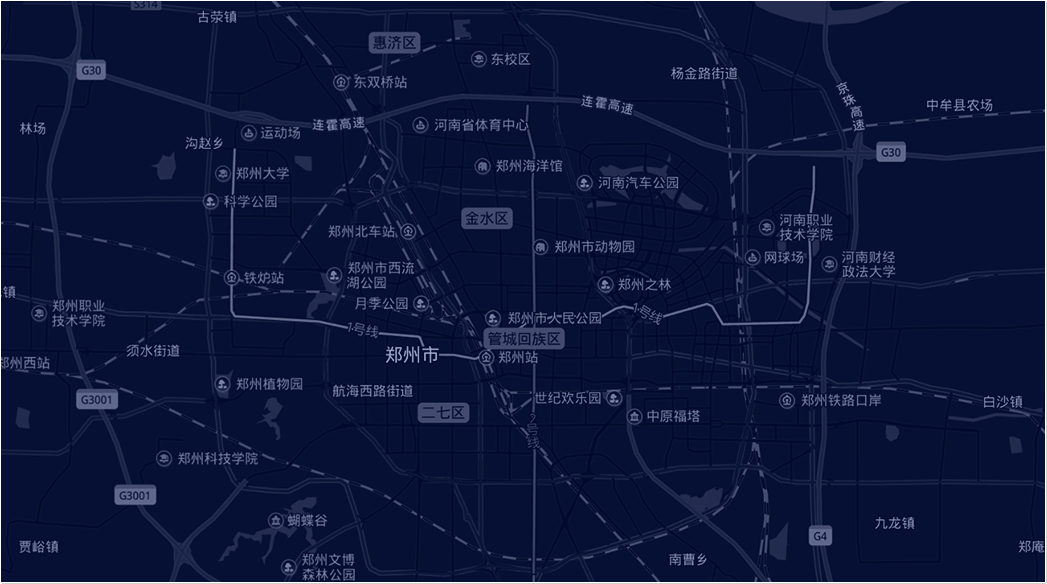 S314
古荥镇
惠济区
东校区
G30
东双桥站
杨金路街道
京珠高速
连霍高速
中牟县农场
林场
运动场
连霍高速
河南省体育中心
沟赵乡
G30
郑州大学
郑州海洋馆
河南汽车公园
科学公园
金水区
河南职业
技术学院
郑州北车站
郑州市动物园
网球场
河南财经
政法大学
铁炉站
郑州市西流
湖公园
郑州之林
镇
郑州职业
技术学院
月季公园
郑州市人民公园
1号线
1号线
管城回族区
须水街道
郑州市
郑州站
郑州西站
郑州植物园
航海西路街道
世纪欢乐园
G3001
郑州铁路口岸
白沙镇
二七区
中原福塔
2号线
郑州科技学院
G3001
蝴蝶谷
九龙镇
G4
贾峪镇
郑庵
郑州文博
森林公园
南曹乡